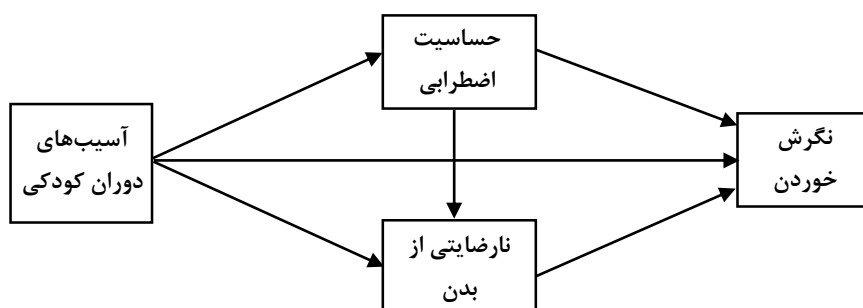 حساسیت
اضطرابی
آسیب‌های
دوران کودکی
نگرش
خوردن
نارضایتی از
بدن